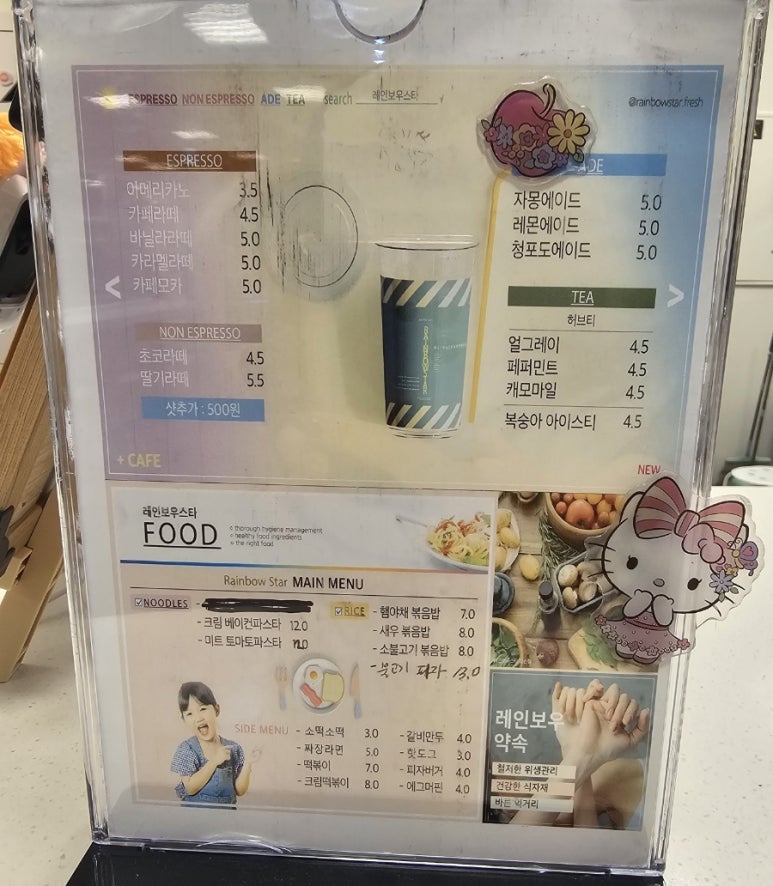 ESPRESSO NON ESPRESSO ADE TEA search 레인보우스타
@rainbowstar.fresh
ESPRESSO
아메리카노 3.5
카페라떼 4.5
바닐라라떼 5.0
카라멜라떼 5.0
카페모카 5.0
NON ESPRESSO
초코라떼 4.5
딸기라떼 5.5
샷추가 : 500원
+ CAFE
ADE
자몽에이드 5.0
레몬에이드 5.0
청포도에이드 5.0
TEA
허브티
얼그레이 4.5
페퍼민트 4.5
캐모마일 4.5
복숭아 아이스티 4.5
NEW
RAINBOW STAR
레인보우스타
FOOD
thorough hygiene management
healthy food ingredients
the right food
Rainbow Star MAIN MENU
NOODLES
- 크림 베이컨파스타 12.0
- 미트 토마토파스타
RICE
- 햄야채 볶음밥 7.0
- 새우 볶음밥 8.0
- 소불고기 볶음밥 8.0
- 불고기 피자 13.0
SIDE MENU
- 소떡소떡 3.0
- 짜장라면 5.0
- 떡볶이 7.0
- 크림떡볶이 8.0
- 갈비만두 4.0
- 핫도그 3.0
- 피자버거 4.0
- 에그머핀 4.0
레인보우
약속
철저한 위생관리
건강한 식자재
바른 먹거리